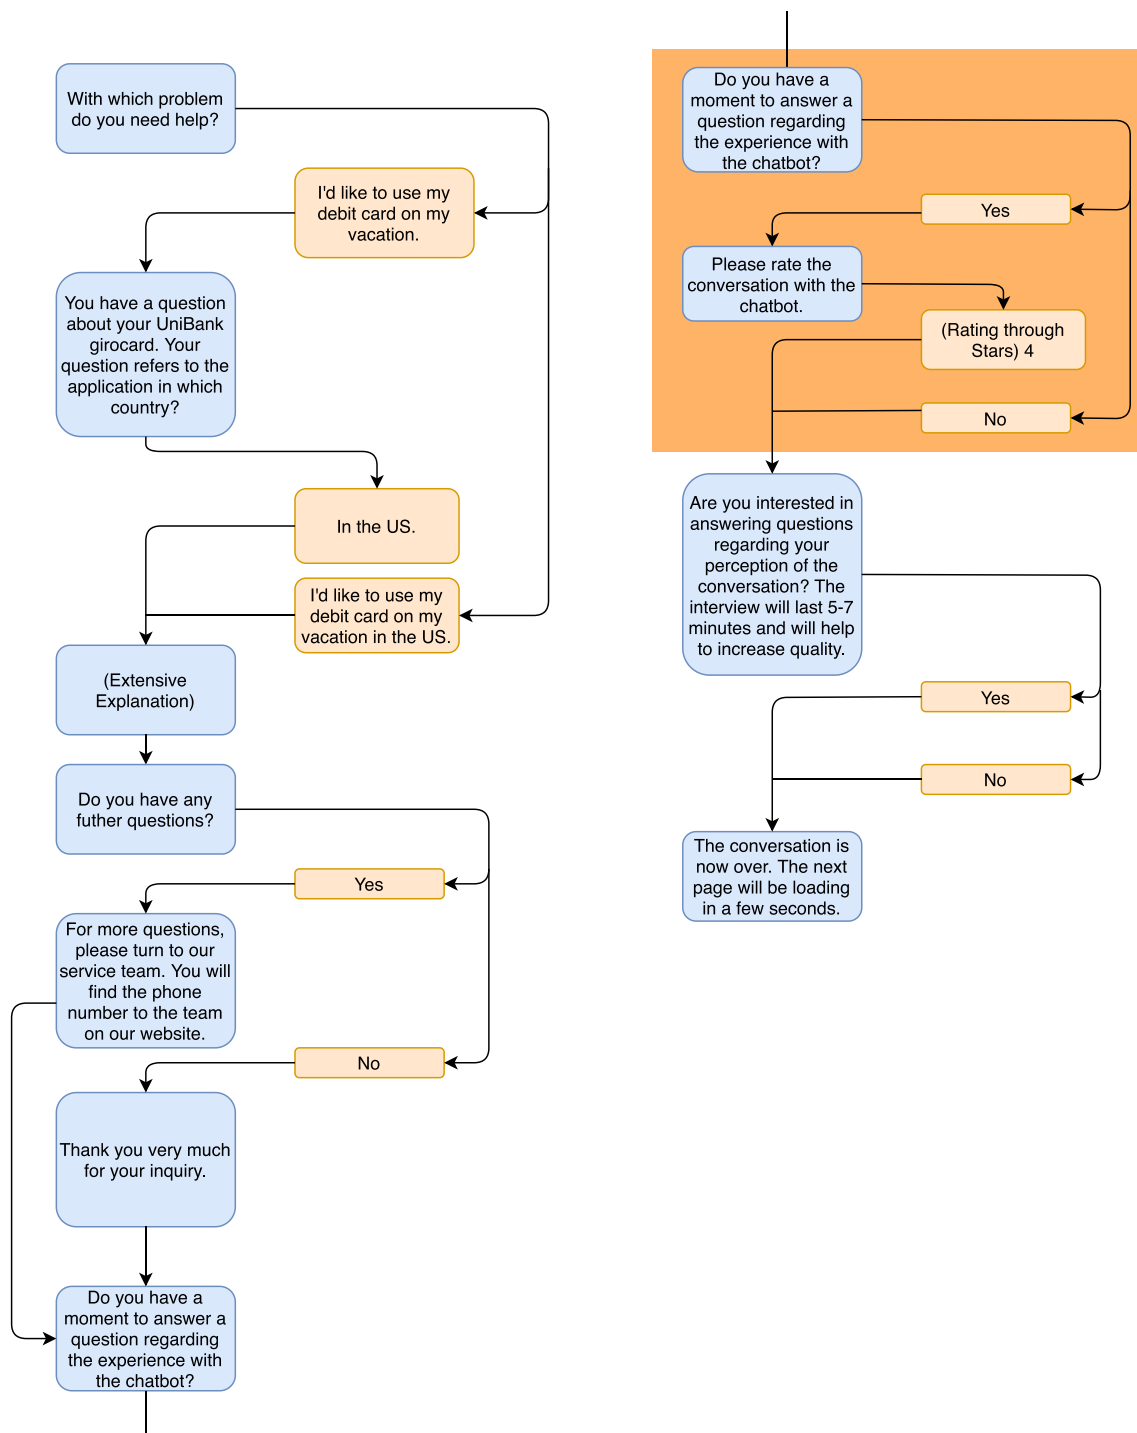 With which problem
do you need help?
I'd like to use my
debit card on my
vacation.
You have a question
about your UniBank
girocard. Your
question refers to the
application in which
country?
In the US.
I'd like to use my
debit card on my
vacation in the US.
(Extensive
Explanation)
Do you have any
futher questions?
Yes
For more questions,
please turn to our
service team. You will
find the phone
number to the team
on our website.
No
Thank you very much
for your inquiry.
Do you have a
moment to answer a
question regarding
the experience with
the chatbot?
Do you have a
moment to answer a
question regarding
the experience with
the chatbot?
Yes
Please rate the
conversation with the
chatbot.
(Rating through
Stars) 4
No
Are you interested in
answering questions
regarding your
perception of the
conversation? The
interview will last 5-7
minutes and will help
to increase quality.
Yes
No
The conversation is
now over. The next
page will be loading
in a few seconds.